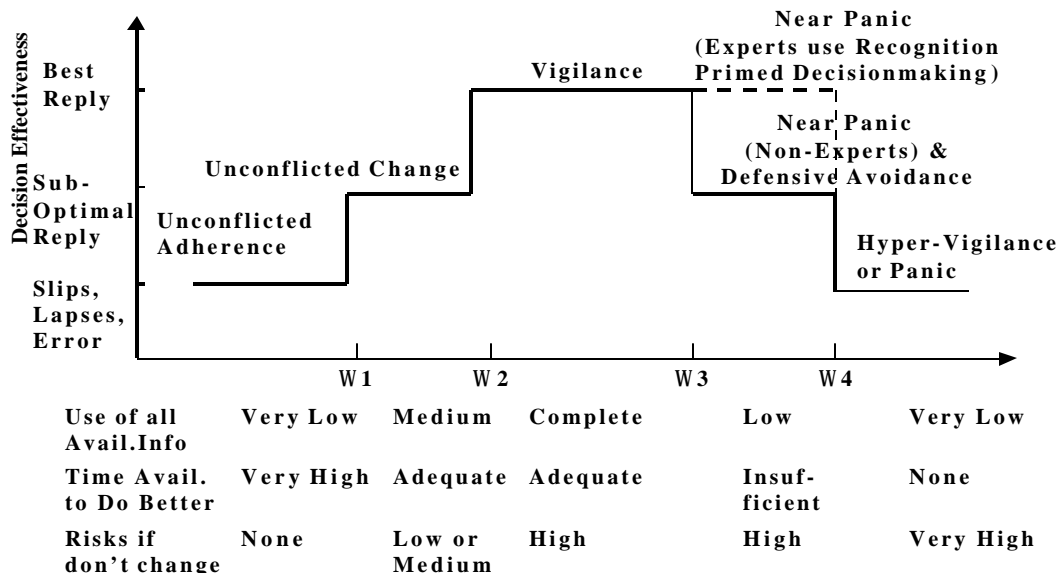 Decision Effectiveness
Best
Reply
Sub-
Optimal
Reply
Slips,
Lapses,
Error
Unconflicted
Adherence
Unconflicted Change
Vigilance
Near Panic
(Experts use Recognition
Primed Decisionmaking)
Near Panic
(Non-Experts) &
Defensive Avoidance
Hyper-Vigilance
or Panic
W1 W2 W3 W4
Use of all Very Low Medium Complete Low Very Low
Avail.Info
Time Avail. Very High Adequate Adequate Insuf- None
to Do Better ficient
Risks if None Low or High High Very High
don't change Medium